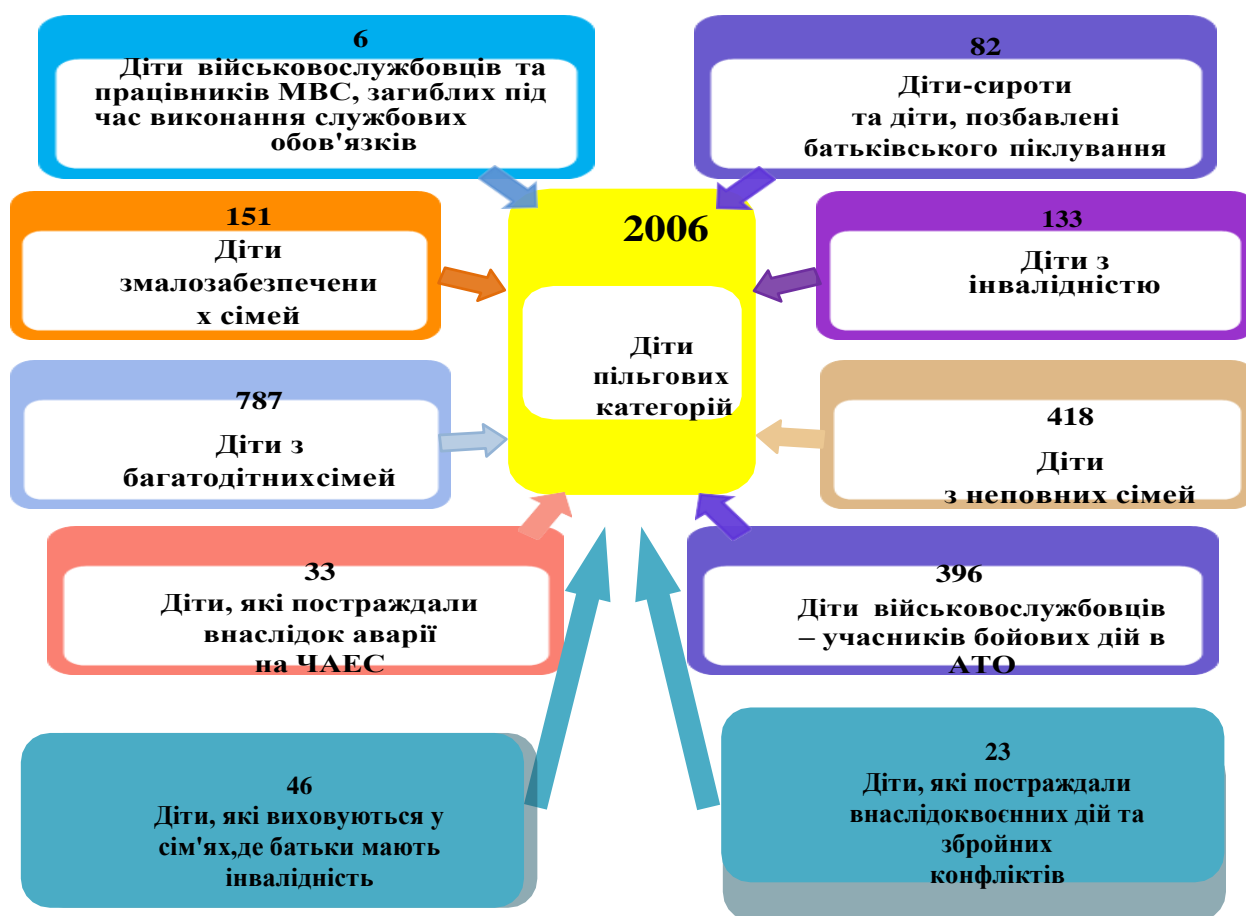 6
Діти військовослужбовців та
працівників МВС, загиблих під
час виконання службових
обов'язків
82
Діти-сироти
та діти, позбавлені
батьківського піклування
151
Діти
змалозабезпечени
х сімей
2006
Діти
пільгових
категорій
133
Діти з
інвалідністю
787
Діти з
багатодітнихсімей
418
Діти
з неповних сімей
33
Діти, які постраждали
внаслідок аварії
на ЧАЕС
396
Діти військовослужбовців
– учасників бойових дій в
АТО
46
Діти, які виховуються у
сім'ях,де батьки мають
інвалідність
23
Діти, які постраждали
внаслідоквоєнних дій та
збройних
конфліктів